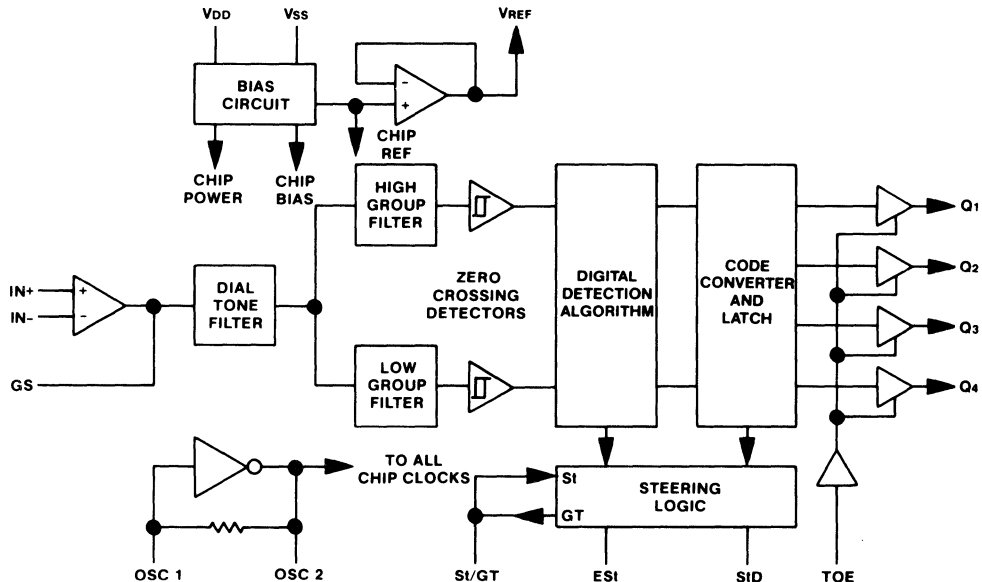 VDD
VSS
VREF
BIAS
CIRCUIT
-
+
CHIP
REF
CHIP
POWER
CHIP
BIAS
HIGH
GROUP
FILTER
Q1
IN+
IN-
+
-
DIAL
TONE
FILTER
ZERO
CROSSING
DETECTORS
DIGITAL
DETECTION
ALGORITHM
CODE
CONVERTER
AND
LATCH
Q2
Q3
GS
LOW
GROUP
FILTER
Q4
TO ALL
CHIP CLOCKS
St
GT
STEERING
LOGIC
OSC 1
OSC 2
St/GT
ESt
StD
TOE